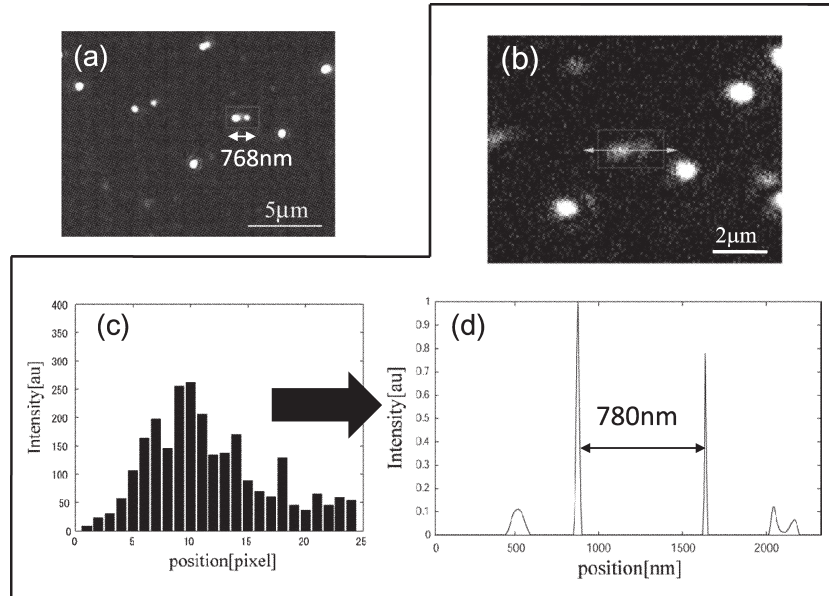 (a)
768nm
5μm
(b)
2μm
(c)
Intensity[au]
400
350
300
250
200
150
100
50
0
0
5
10
15
20
25
position[pixel]
(d)
Intensity[au]
1
0.9
0.8
0.7
0.6
0.5
0.4
0.3
0.2
0.1
0
780nm
0
500
1000
1500
2000
position[nm]